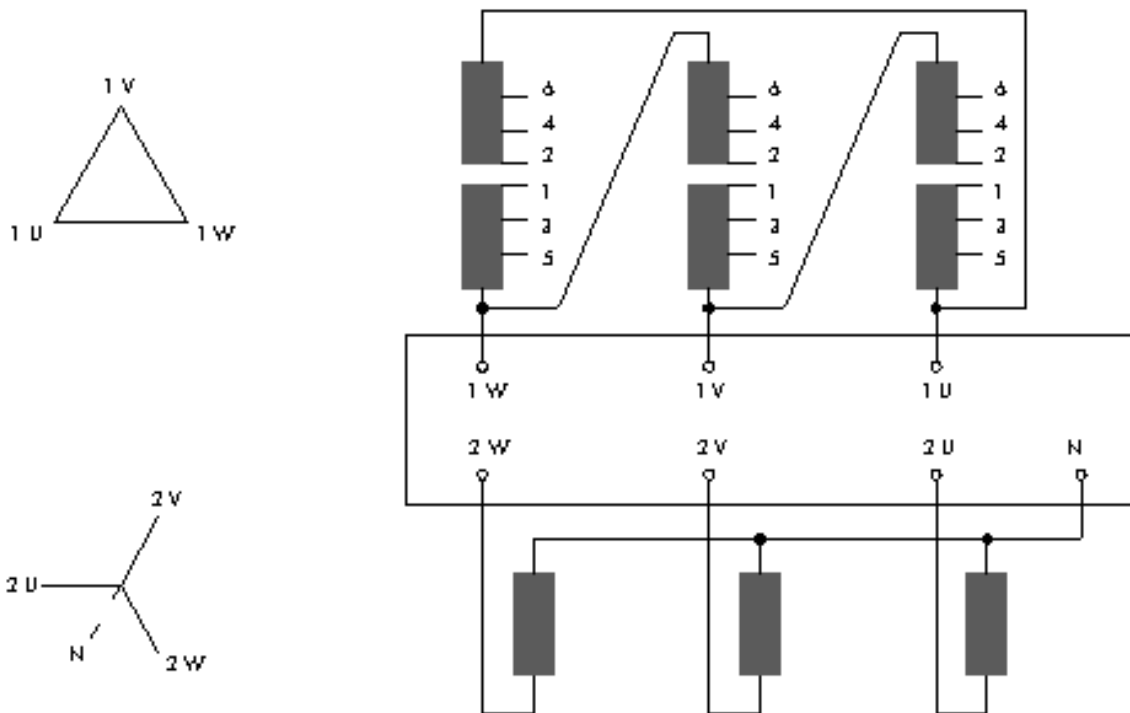 1 V
1 U
1 W
6 6 6
4 4 4
2 2 2
1 1 1
3 3 3
5 5 5
1 W 1 V 1 U
2 W 2 V 2 U N
2 V
2 U
N
2 W